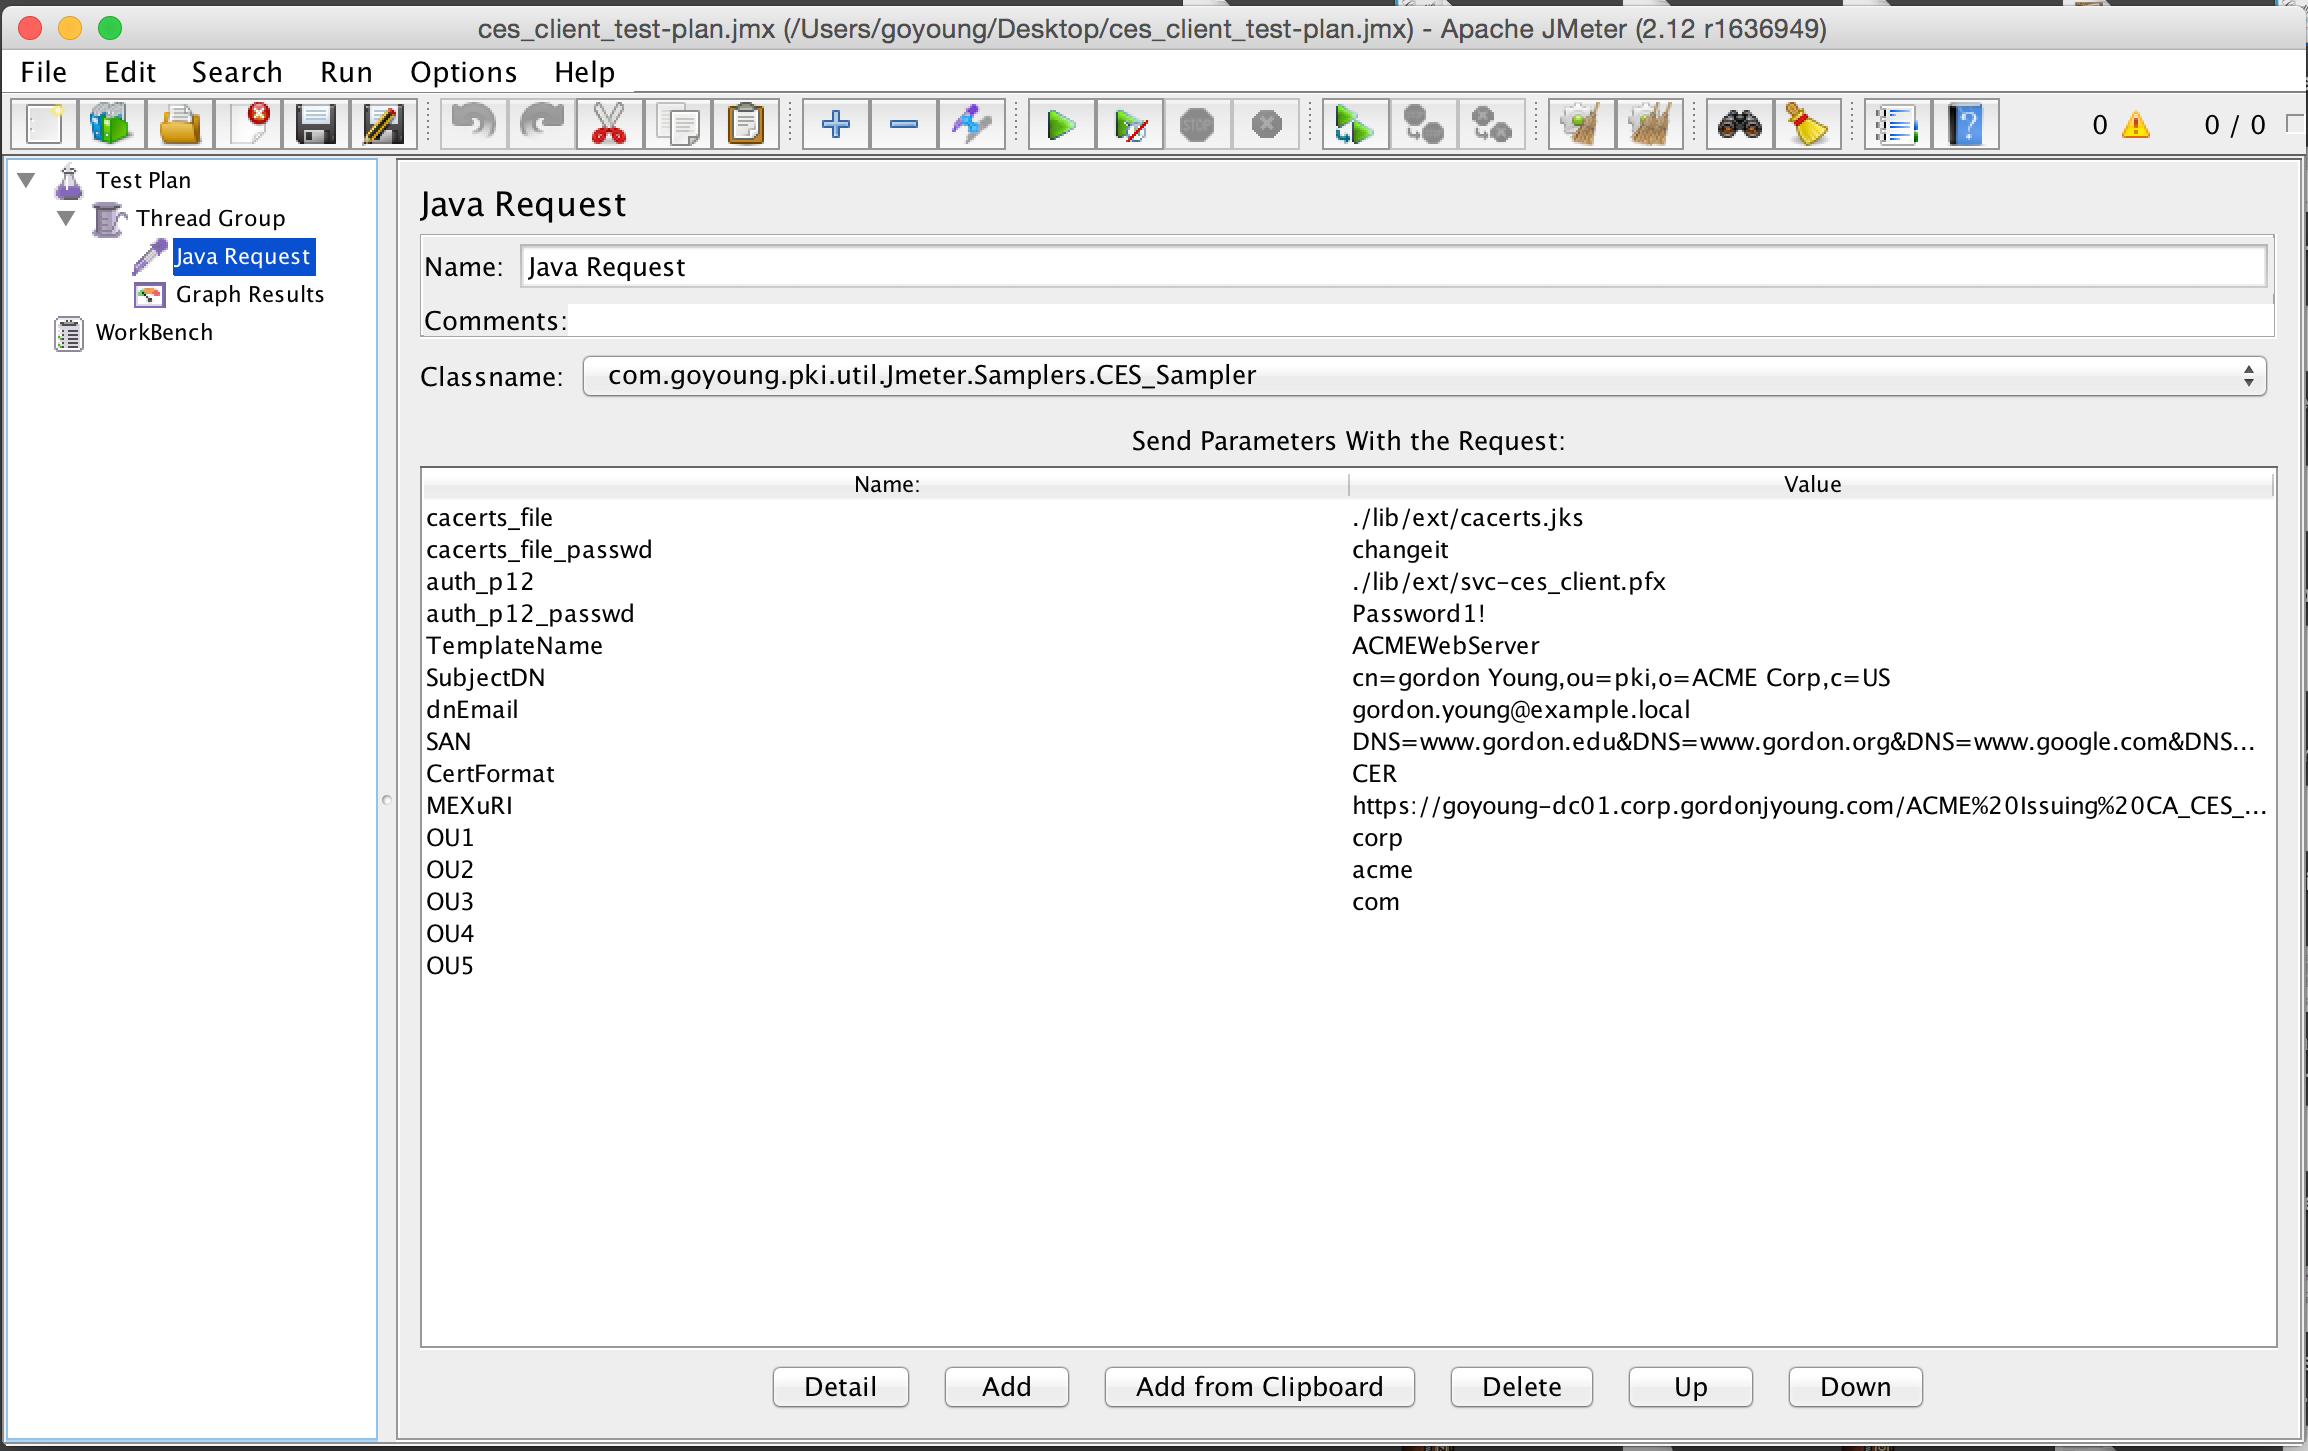 ces_client_test-plan.jmx (/Users/goyoung/Desktop/ces_client_test-plan.jmx) - Apache JMeter (2.12 r1636949)
File Edit Search Run Options Help
STOP 0 0 / 0
Test Plan
Thread Group
Java Request
Graph Results
WorkBench
Java Request
Name: Java Request
Comments:
Classname: com.goyoung.pki.util.Jmeter.Samplers.CES_Sampler
Send Parameters With the Request:
Name: Value
cacerts_file ./lib/ext/cacerts.jks
cacerts_file_passwd changeit
auth_p12 ./lib/ext/svc-ces_client.pfx
auth_p12_passwd Password1!
TemplateName ACMEWebServer
SubjectDN cn=gordon Young,ou=pki,o=ACME Corp,c=US
dnEmail gordon.young@example.local
SAN DNS=www.gordon.edu&DNS=www.gordon.org&DNS=www.google.com&DNS...
CertFormat CER
MEXuRI https://goyoung-dc01.corp.gordonjyoung.com/ACME%20Issuing%20CA_CES_...
OU1 corp
OU2 acme
OU3 com
OU4
OU5
Detail Add Add from Clipboard Delete Up Down